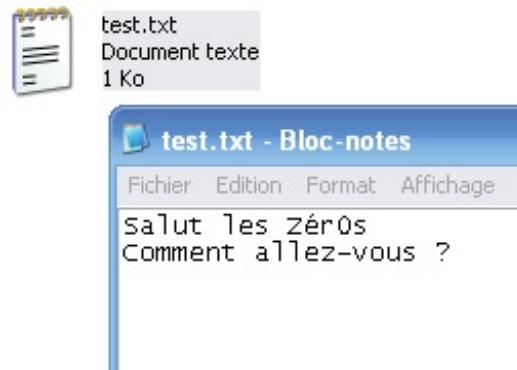 test.txt
Document texte
1 Ko
test.txt - Bloc-notes
Fichier Edition Format Affichage
Salut les Zér0s
Comment allez-vous ?